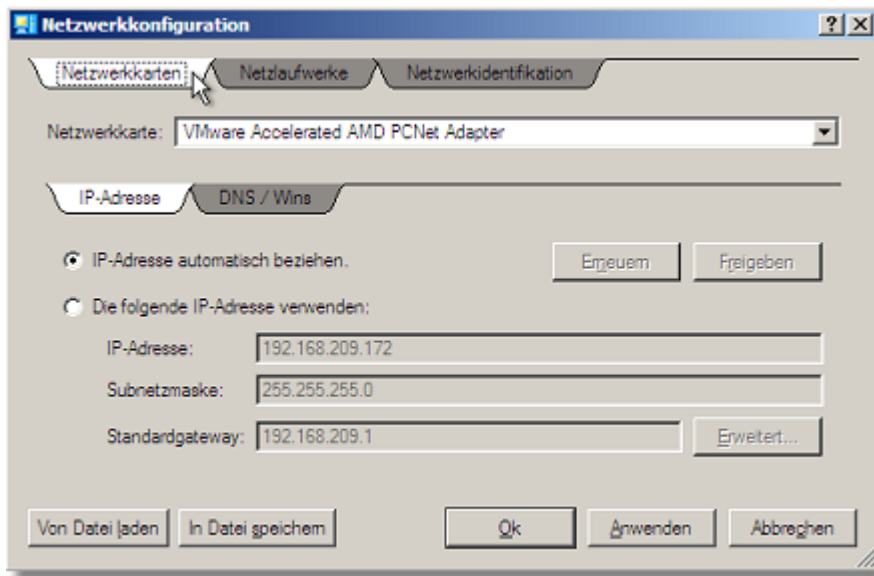 Netzwerkkonfiguration
Netzwerkkarten Netzlaufwerke Netzwerkidentifikation
Netzwerkkarte: VMware Accelerated AMD PCNet Adapter
IP-Adresse DNS / Wins
IP-Adresse automatisch beziehen. Erneuern Freigeben
Die folgende IP-Adresse verwenden:
IP-Adresse: 192.168.209.172
Subnetzmaske: 255.255.255.0
Standardgateway: 192.168.209.1 Erweitert...
Von Datei laden In Datei speichern Ok Anwenden Abbrechen